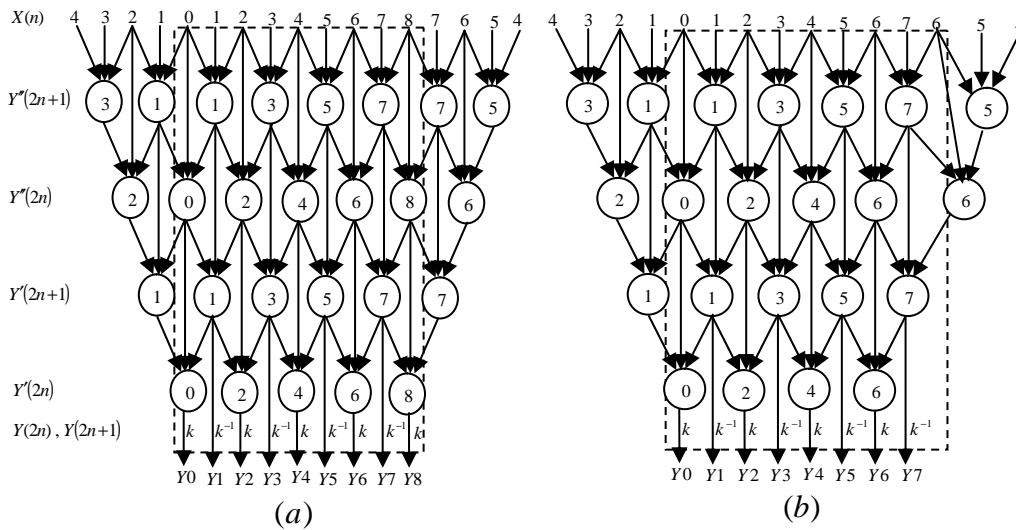 X(n) 4 3 2 1 0 1 2 3 4 5 6 7 8 7 6 5 4
Y″(2n+1) 3 1 1 3 5 7 7 5
Y″(2n) 2 0 2 4 6 8 6
Y′(2n+1) 1 1 3 5 7 7
Y′(2n) 0 2 4 6 8
Y(2n) , Y(2n+1) k k⁻¹ k k⁻¹ k k⁻¹ k k⁻¹ k
Y0 Y1 Y2 Y3 Y4 Y5 Y6 Y7 Y8
(a)
4 3 2 1 0 1 2 3 4 5 6 7 6 5
3 1 1 3 5 7 5
2 0 2 4 6 6
1 1 3 5 7
0 2 4 6
k k⁻¹ k k⁻¹ k k⁻¹ k k⁻¹
Y0 Y1 Y2 Y3 Y4 Y5 Y6 Y7
(b)